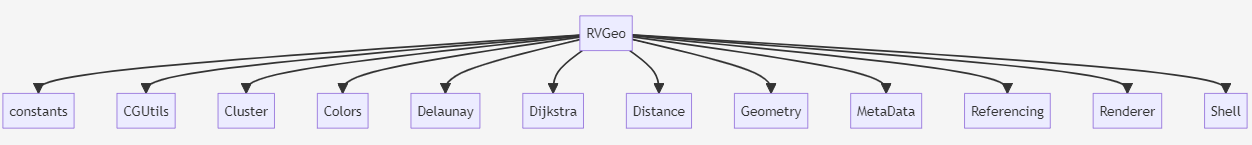 RVGeo
constants
CGUtils
Cluster
Colors
Delaunay
Dijkstra
Distance
Geometry
MetaData
Referencing
Renderer
Shell